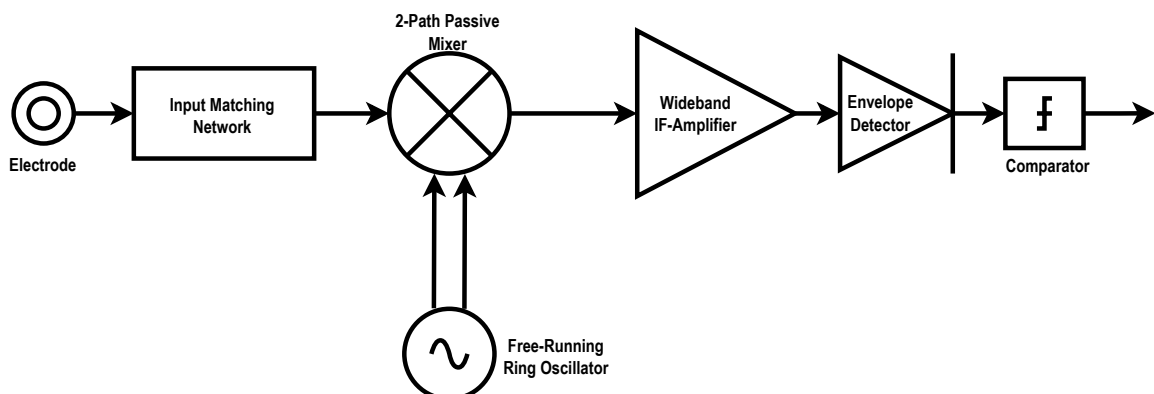 2-Path Passive
Mixer
Input Matching
Network
Wideband
IF-Amplifier
Envelope
Detector
Electrode
Comparator
Free-Running
Ring Oscillator